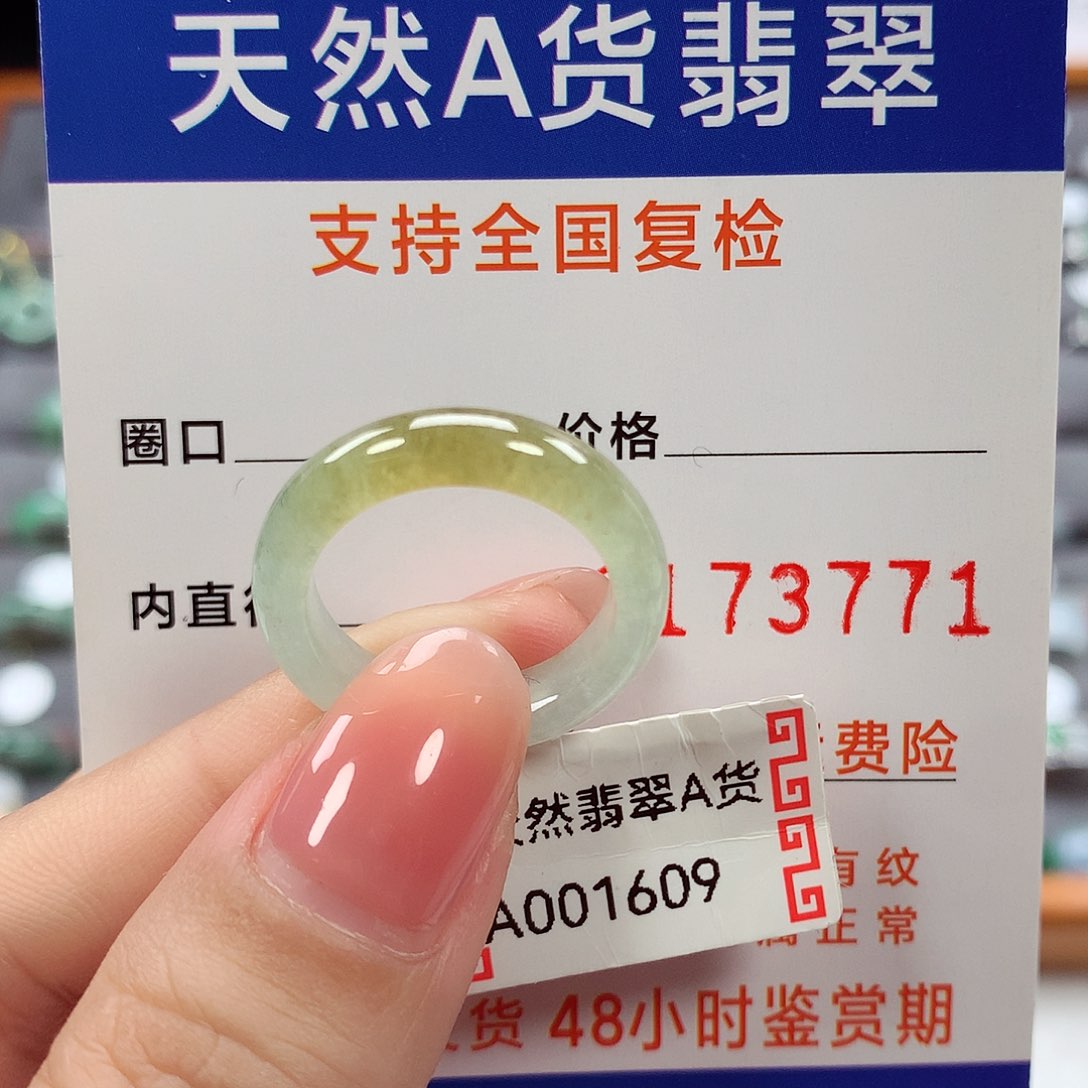 天然A货翡翠
支持全国复检
圈口
价格
内直径
173771
费险
然翡翠A货
A001609
有纹
属正常
货 48小时鉴赏期